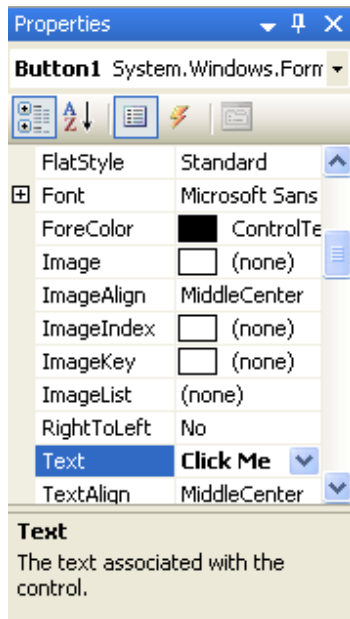 Properties
Button1 System.Windows.Form
FlatStyle Standard
Font Microsoft Sans
ForeColor ControlTe
Image (none)
ImageAlign MiddleCenter
ImageIndex (none)
ImageKey (none)
ImageList (none)
RightToLeft No
Text Click Me
TextAlign MiddleCenter
Text
The text associated with the
control.